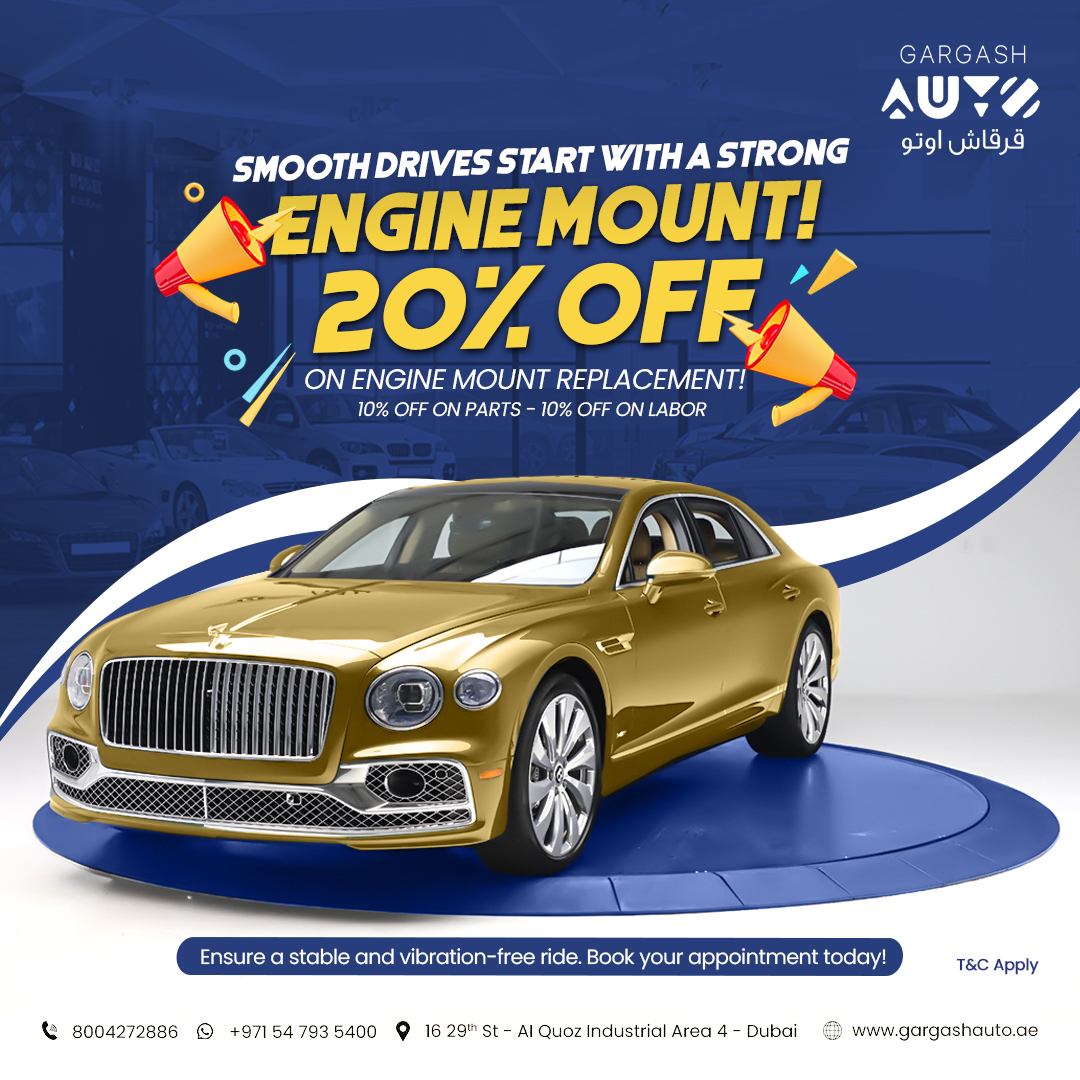 GARGASH
AUTO
قرقاش اوتو
SMOOTH DRIVES START WITH A STRONG
ENGINE MOUNT!
20% OFF
ON ENGINE MOUNT REPLACEMENT!
10% OFF ON PARTS - 10% OFF ON LABOR
Ensure a stable and vibration-free ride. Book your appointment today!
T&C Apply
8004272886
+971 54 793 5400
16 29th St - Al Quoz Industrial Area 4 - Dubai
www.gargashauto.ae